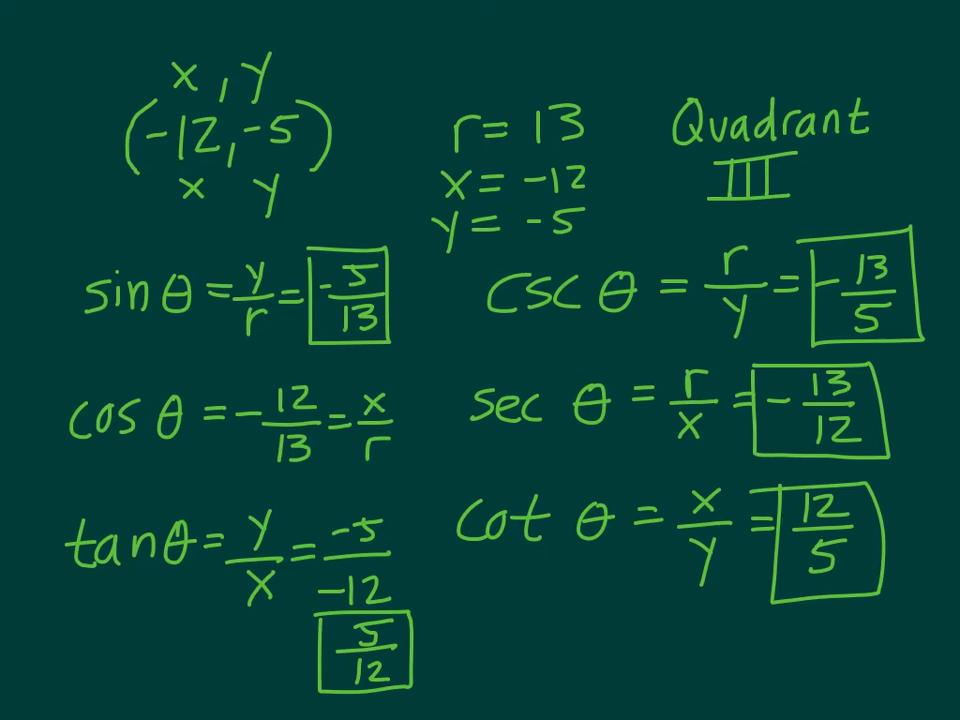 x, y
(-12, -5)
x y
r = 13
x = -12
y = -5
Quadrant
III
sin θ = y/r = -5/13
csc θ = r/y = -13/5
cos θ = -12/13 = x/r
sec θ = r/x = -13/12
tan θ = y/x = -5/-12
5/12
cot θ = x/y = 12/5